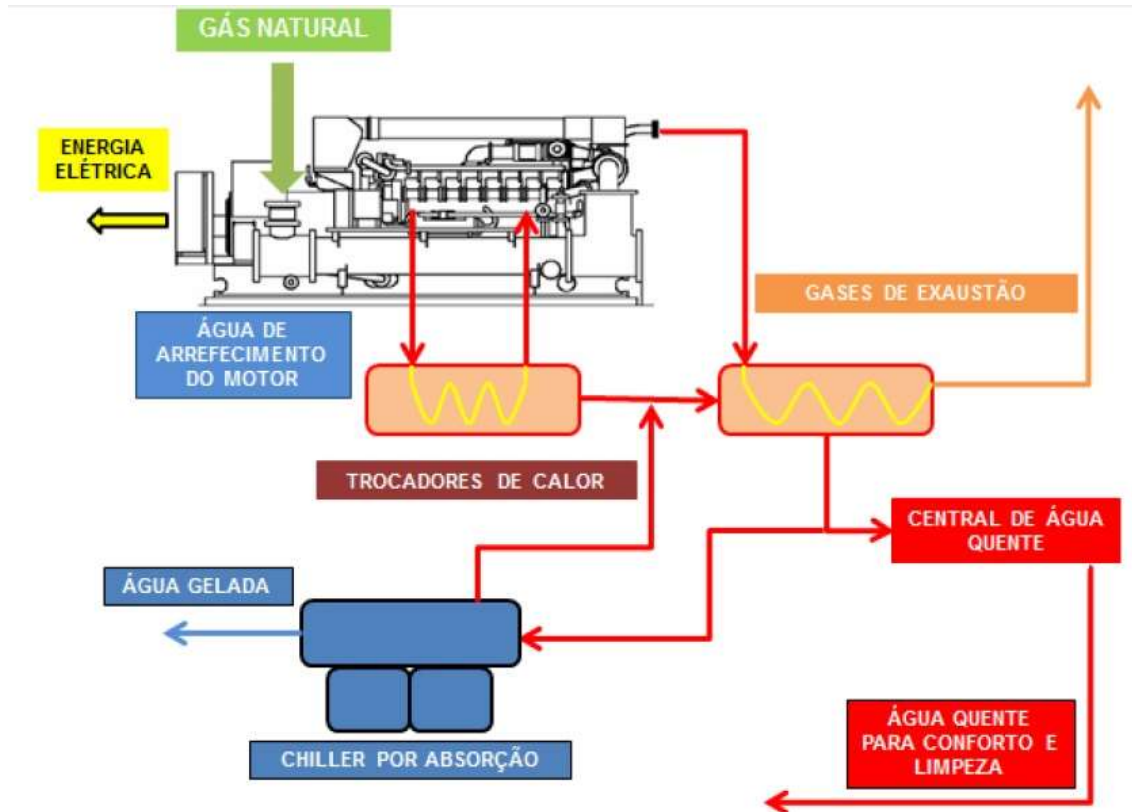 GÁS NATURAL
ENERGIA
ELÉTRICA
GASES DE EXAUSTÃO
ÁGUA DE
ARREFECIMENTO
DO MOTOR
TROCADORES DE CALOR
CENTRAL DE ÁGUA
QUENTE
ÁGUA GELADA
ÁGUA QUENTE
PARA CONFORTO E
LIMPEZA
CHILLER POR ABSORÇÃO